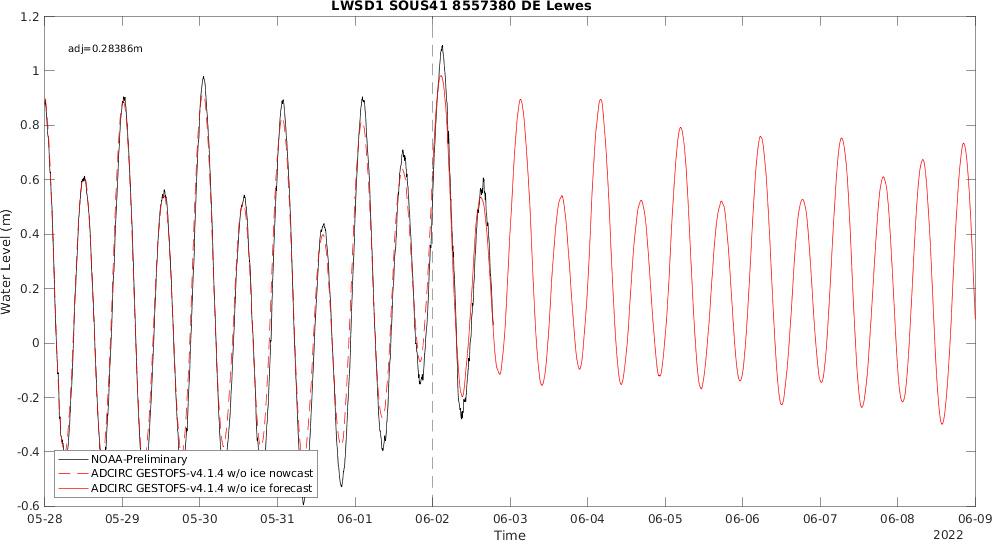 LWSD1 SOUS41 8557380 DE Lewes
1.2
adj=0.28386m
1
0.8
0.6
0.4
0.2
0
-0.2
-0.4
-0.6
Water Level (m)
NOAA-Preliminary
ADCIRC GESTOFS-v4.1.4 w/o ice nowcast
ADCIRC GESTOFS-v4.1.4 w/o ice forecast
05-28 05-29 05-30 05-31 06-01 06-02 06-03 06-04 06-05 06-06 06-07 06-08 06-09
Time
2022